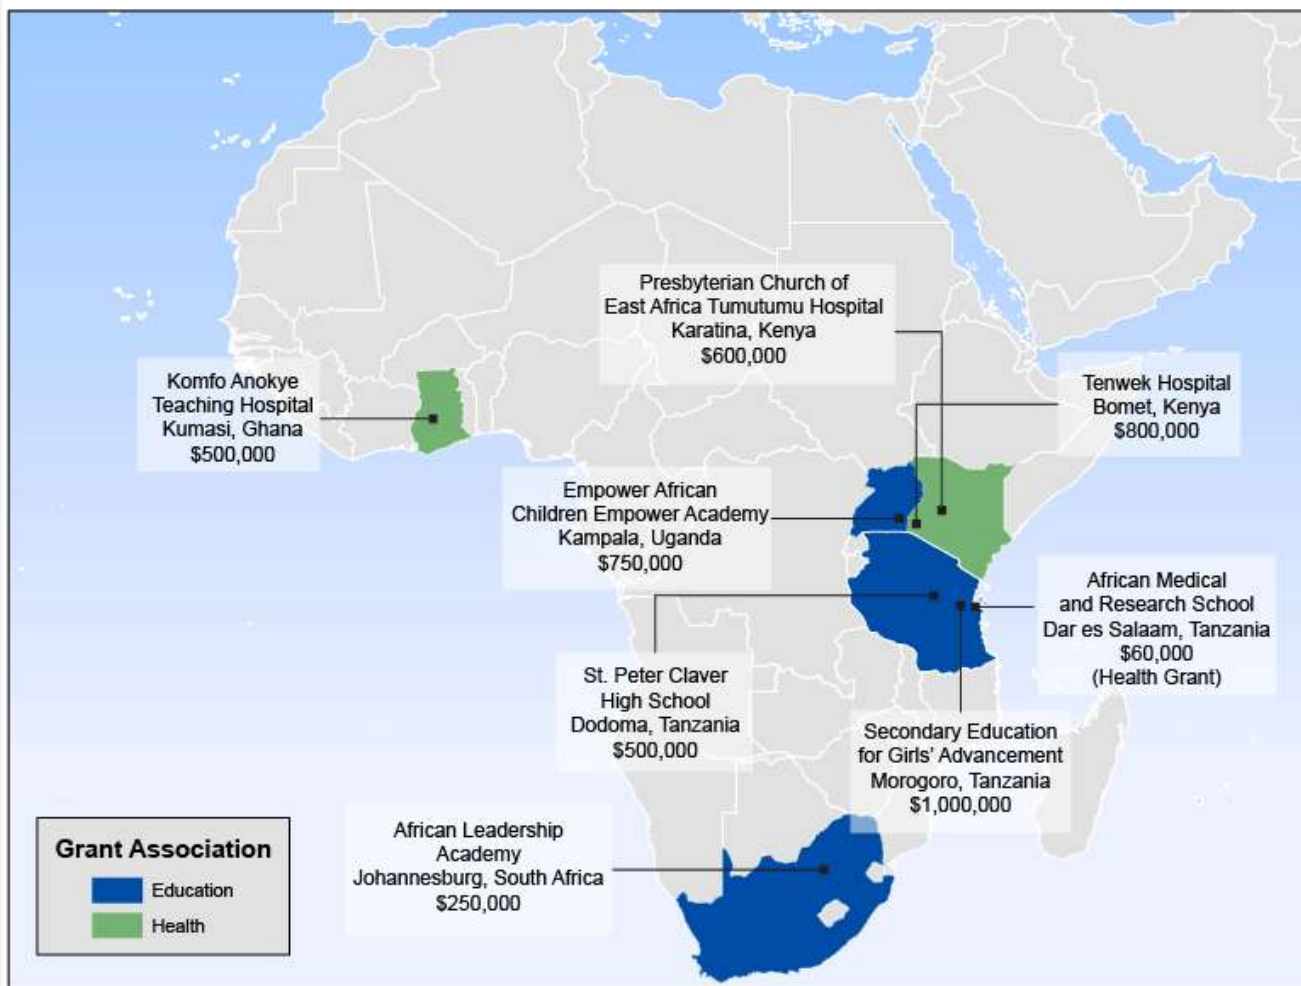 Presbyterian Church of
East Africa Tumutumu Hospital
Karatina, Kenya
$600,000
Komfo Anokye
Teaching Hospital
Kumasi, Ghana
$500,000
Tenwek Hospital
Bomet, Kenya
$800,000
Empower African
Children Empower Academy
Kampala, Uganda
$750,000
African Medical
and Research School
Dar es Salaam, Tanzania
$60,000
(Health Grant)
St. Peter Claver
High School
Dodoma, Tanzania
$500,000
Secondary Education
for Girls' Advancement
Morogoro, Tanzania
$1,000,000
African Leadership
Academy
Johannesburg, South Africa
$250,000
Grant Association
Education
Health